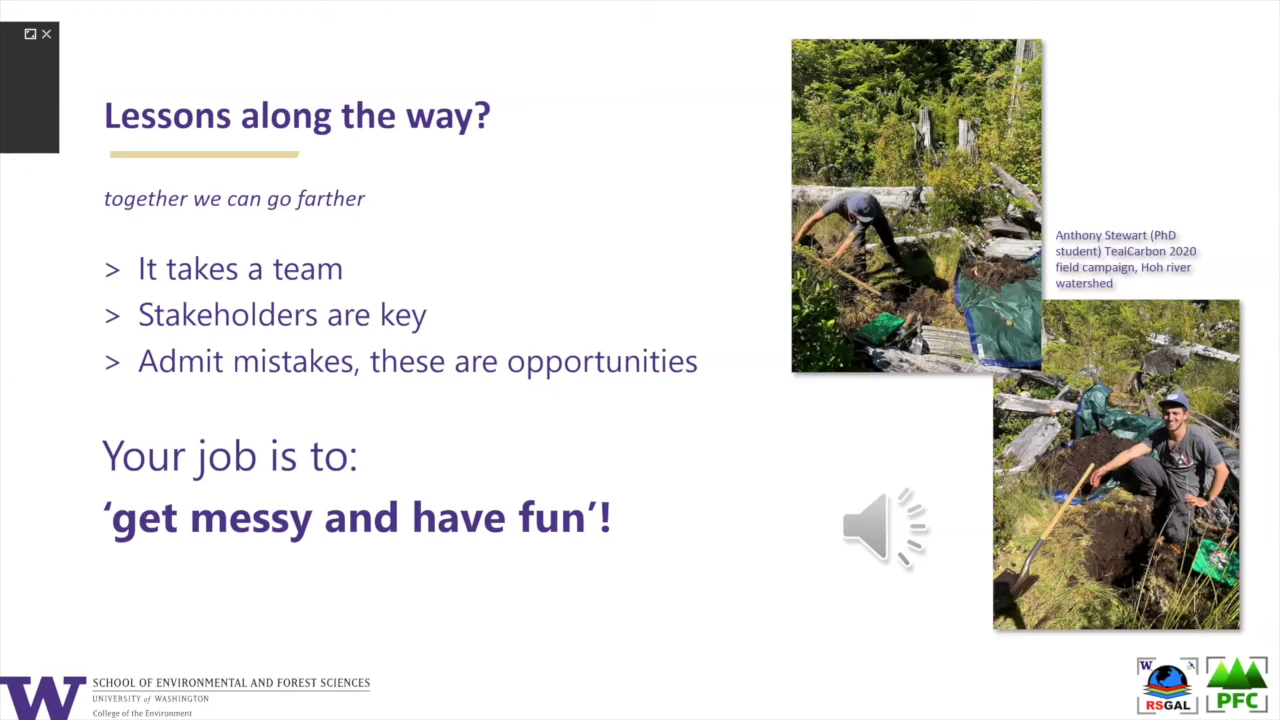 Lessons along the way?
together we can go farther
> It takes a team
> Stakeholders are key
> Admit mistakes, these are opportunities
Your job is to:
‘get messy and have fun’!
Anthony Stewart (PhD
student) TealCarbon 2020
field campaign, Hoh river
watershed
W
SCHOOL OF ENVIRONMENTAL AND FOREST SCIENCES
UNIVERSITY of WASHINGTON
College of the Environment
W
RSGAL
PFC